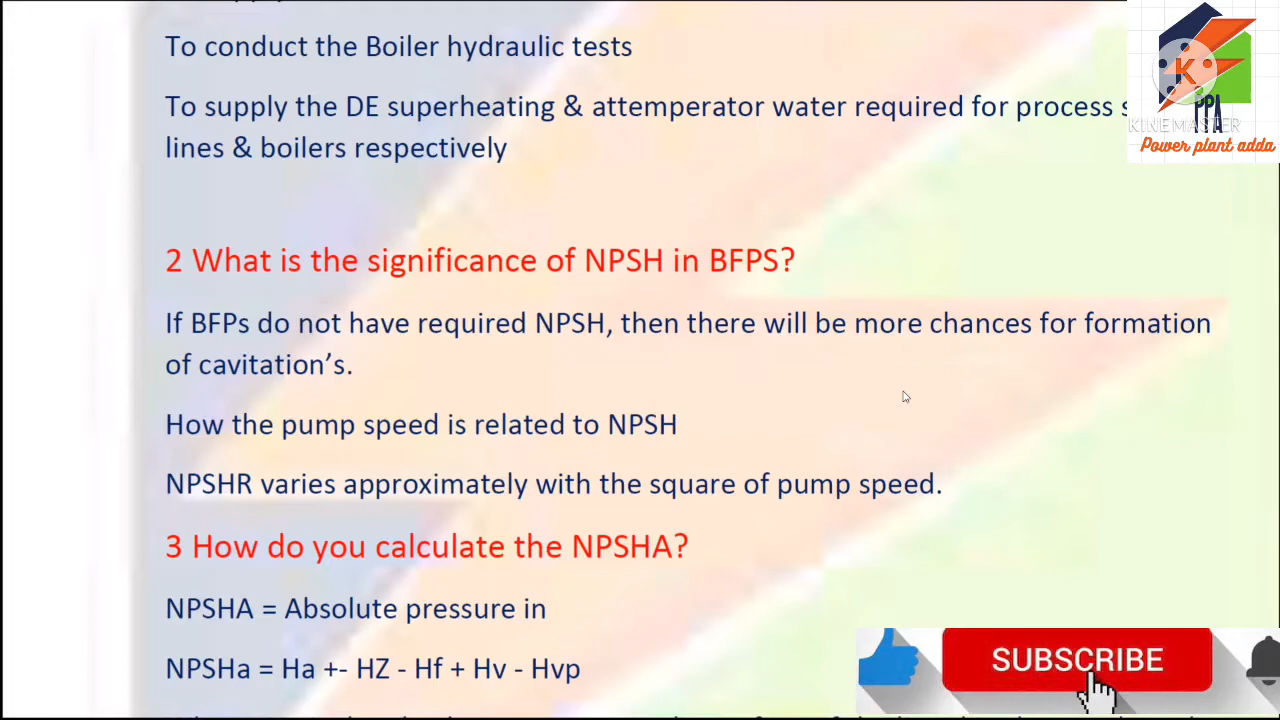 To conduct the Boiler hydraulic tests
To supply the DE superheating & attemperator water required for process
lines & boilers respectively
2 What is the significance of NPSH in BFPS?
If BFPs do not have required NPSH, then there will be more chances for formation
of cavitation's.
How the pump speed is related to NPSH
NPSHR varies approximately with the square of pump speed.
3 How do you calculate the NPSHA?
NPSHA = Absolute pressure in
NPSHa = Ha +- HZ - Hf + Hv - Hvp
K
PPA
KINEMASTER
Power plant adda
SUBSCRIBE